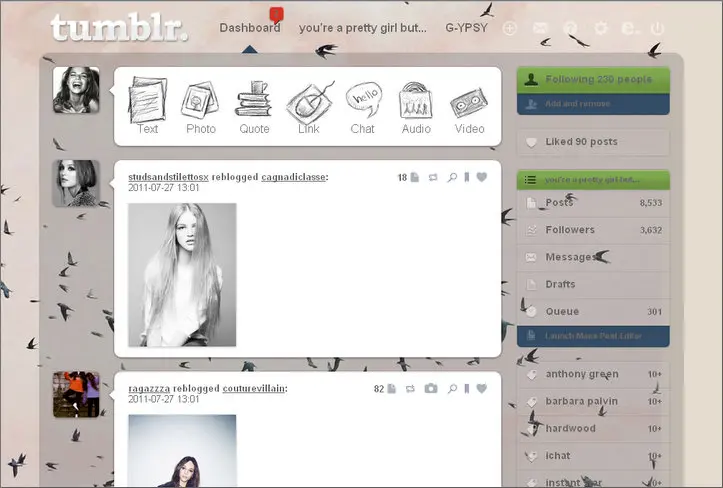 tumblr.
Dashboard
you're a pretty girl but...
G-YPSY
Text
Photo
Quote
Link
hello
Chat
Audio
Video
studsandstilettosx reblogged cagnadiclasse:
2011-07-27 13:01
18
ragazzza reblogged couturevillain:
2011-07-27 13:01
82
Following 230 people
Add and remove
Liked 90 posts
you're a pretty girl but...
Posts 8,533
Followers 3,632
Messages
Drafts
Queue 301
Launch Mass Post Editor
anthony green 10+
barbara palvin 10+
hardwood 10+
ichat 10+
instant 10+